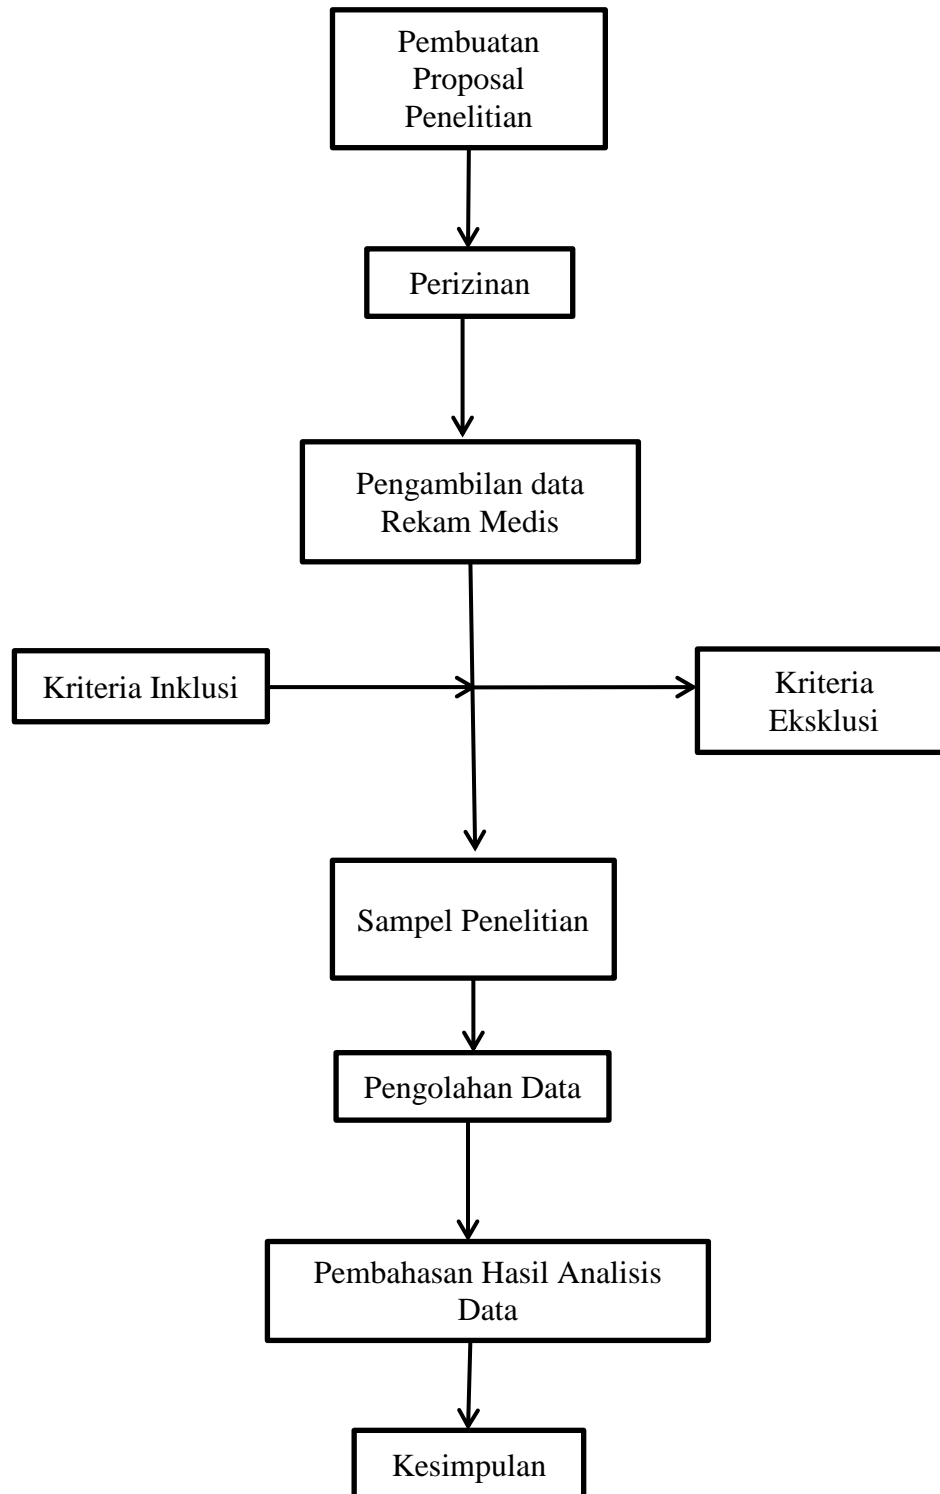 Pembuatan
Proposal
Penelitian
Perizinan
Pengambilan data
Rekam Medis
Kriteria Inklusi
Kriteria
Eksklusi
Sampel Penelitian
Pengolahan Data
Pembahasan Hasil Analisis
Data
Kesimpulan